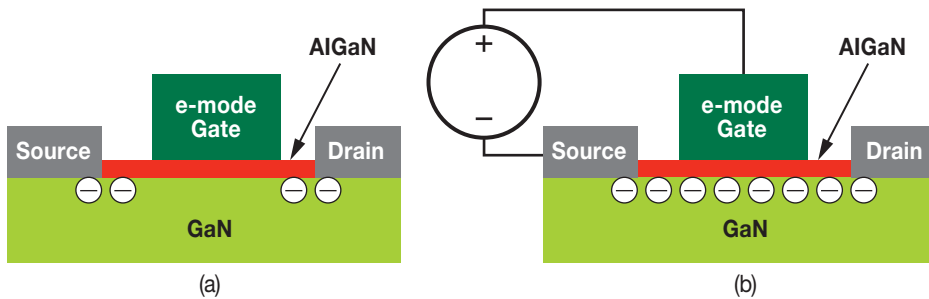 AlGaN
e-mode
Gate
Source
Drain
GaN
(a)
+
−
AlGaN
e-mode
Gate
Source
Drain
GaN
(b)